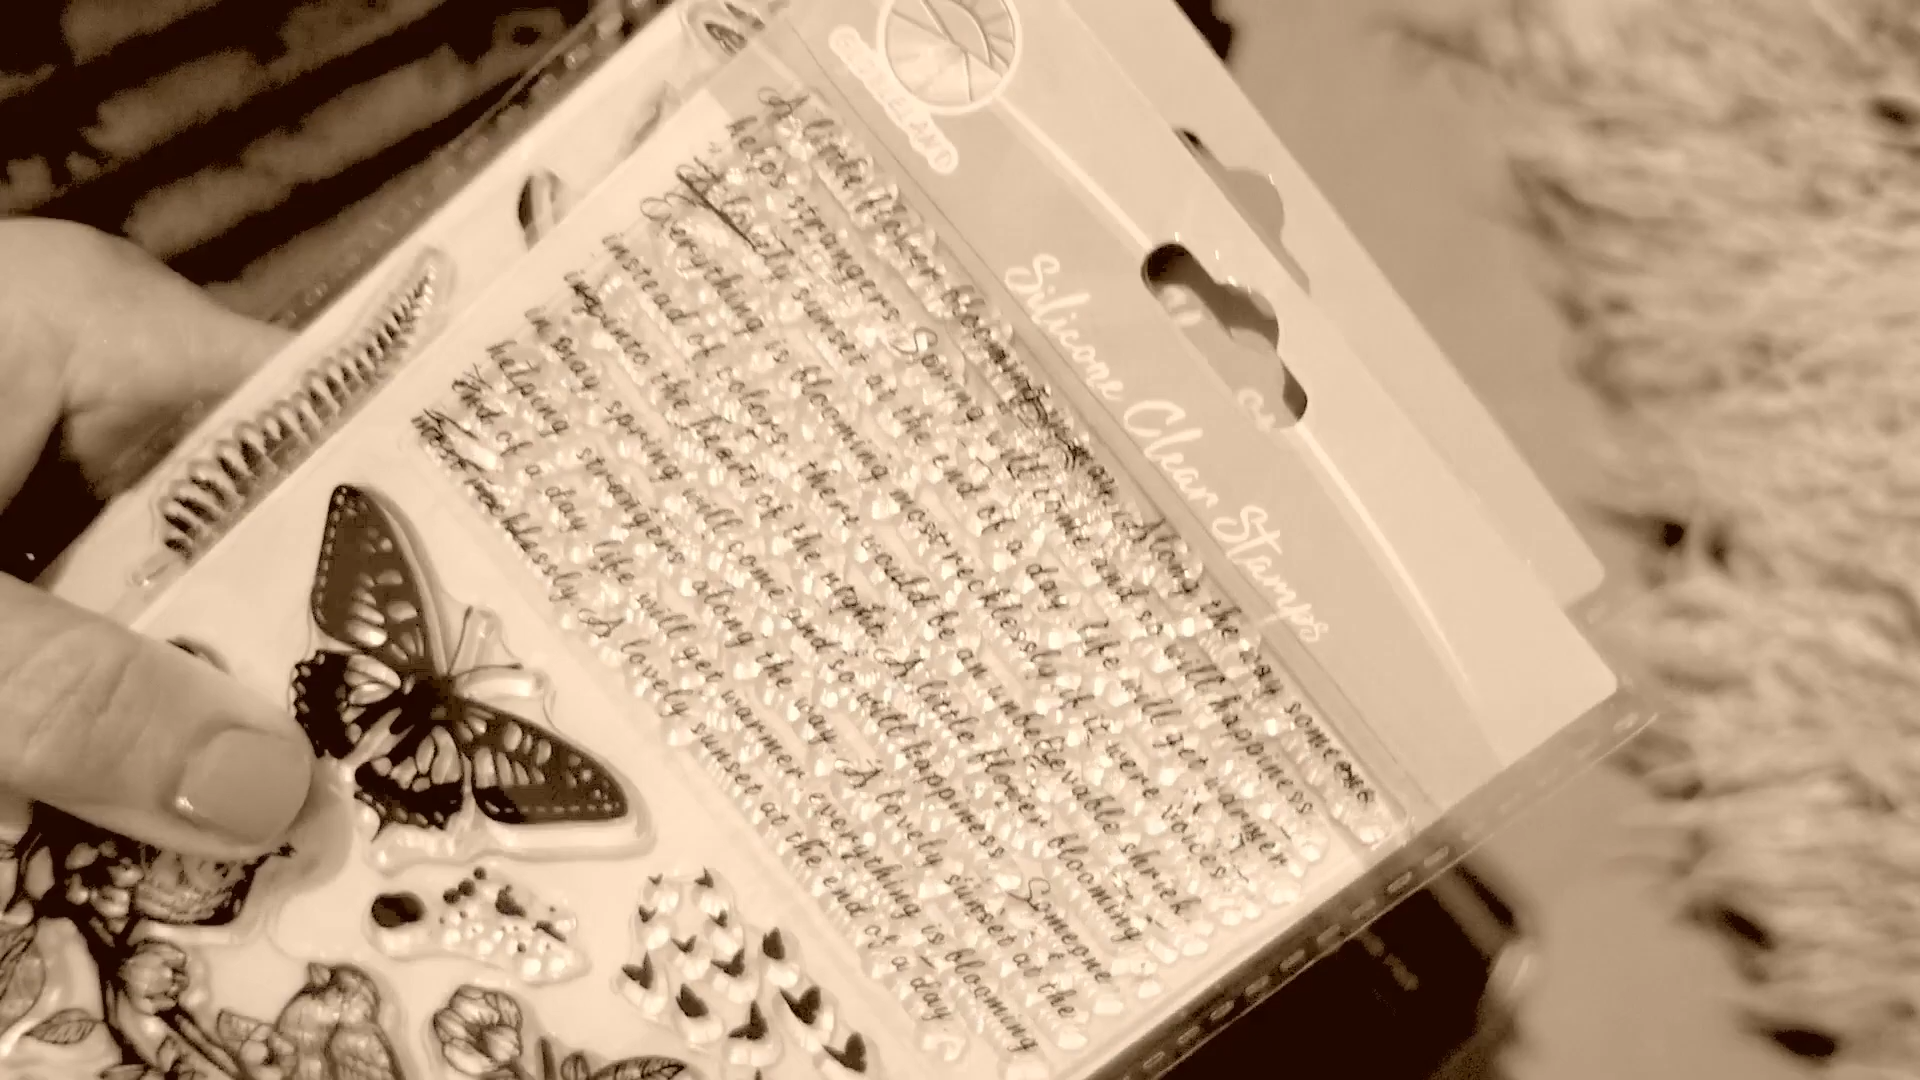 Silicone Clear Stamps
A little flower blooming Along the way someone
helps strangers Spring will come and so will happiness
A lovely sunset at the end of a day Life will get warmer
Everything is blooming most recklessly if it were voices
instead of colors there would be an unbelievable shriek
into the heart of the night A little flower blooming
in May spring will come and so will happiness Someone
helping strangers along the way A lovely sunset at the
end of a day life will get warmer everything is blooming
most recklessly A lovely sunset at the end of a day